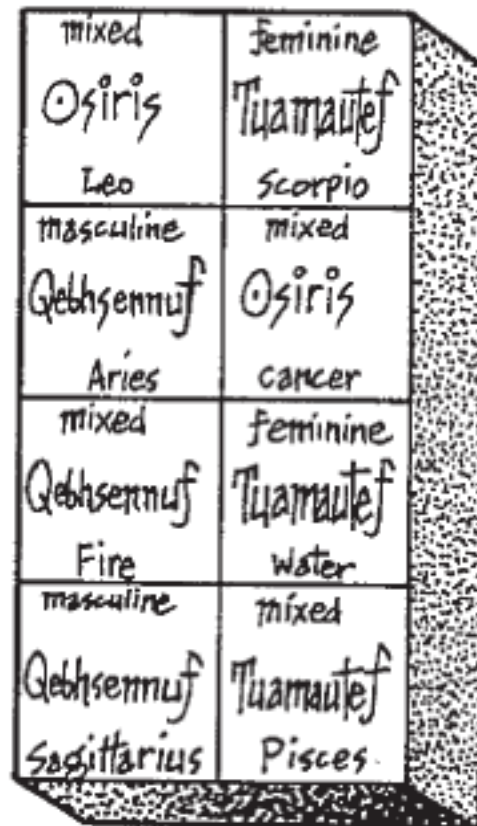 mixed
Osiris
Leo
feminine
Tuamautef
Scorpio
masculine
Qebhsennuf
Aries
mixed
Osiris
cancer
mixed
Qebhsennuf
Fire
feminine
Tuamautef
water
masculine
Qebhsennuf
Sagittarius
mixed
Tuamautef
Pisces